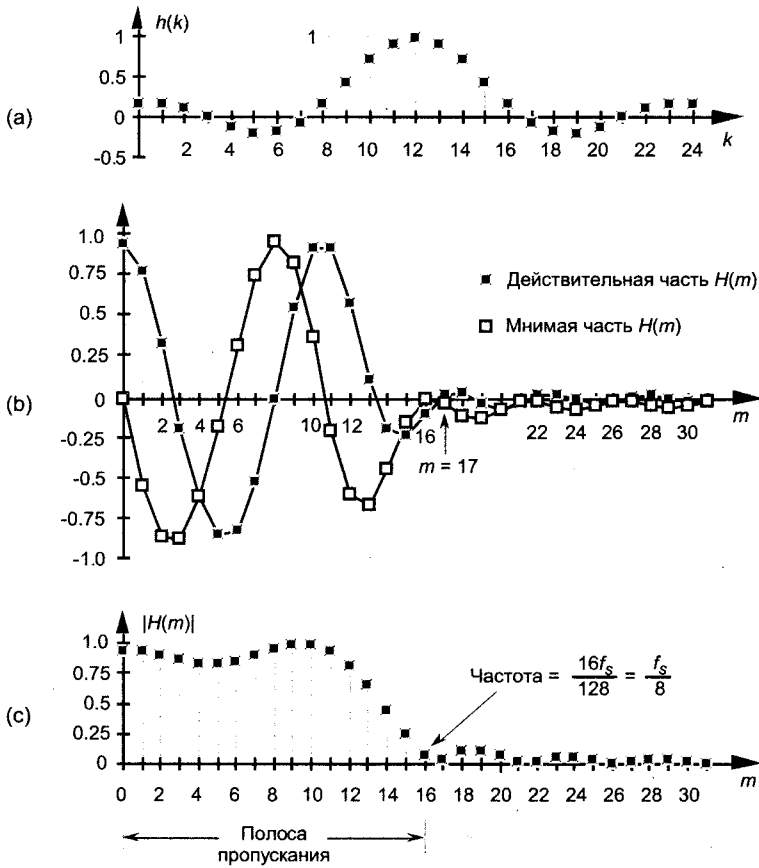 h(k)
1 1
0.5
(a)
0
-0.5
2 4 6 8 10 12 14 16 18 20 22 24
k
1.0
0.75
0.5
0.25
0
-0.25
-0.5
-0.75
-1.0
(b)
Действительная часть H(m)
Мнимая часть H(m)
2 4 6 10 12 16 22 24 26 28 30
m
m = 17
|H(m)|
1.0
0.75
0.5
0.25
0
(c)
Частота = 16fs/128 = fs/8
0 2 4 6 8 10 12 14 16 18 20 22 24 26 28 30
m
Полоса
пропускания